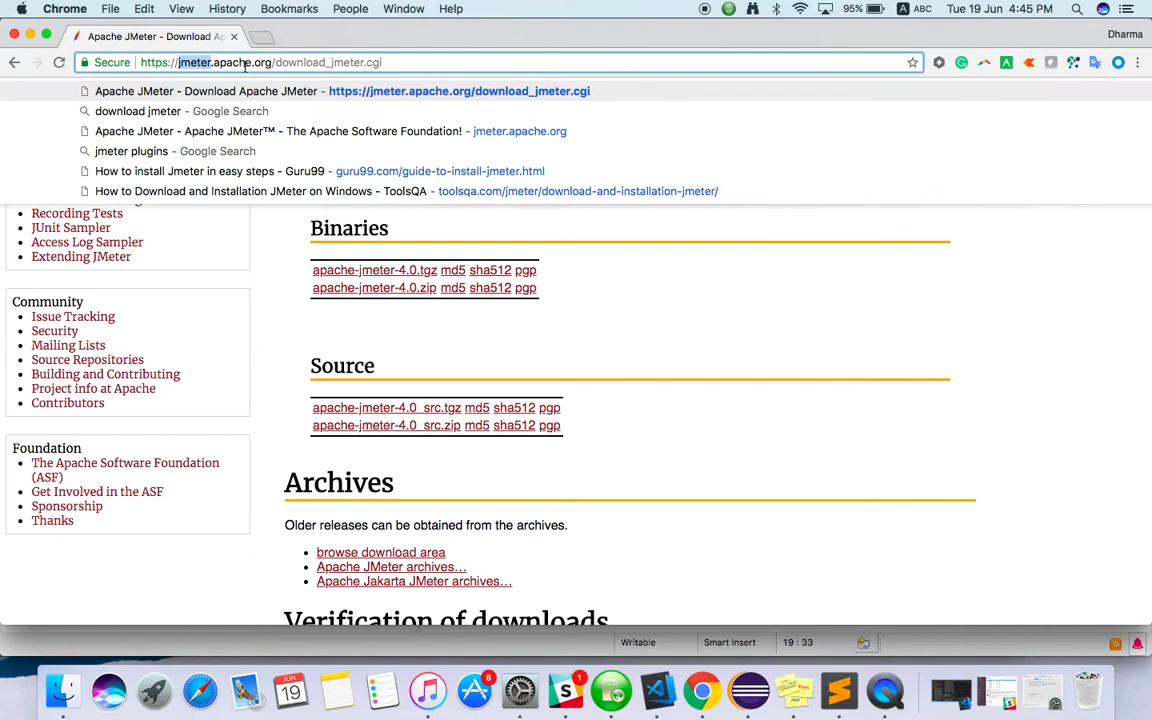 Chrome File Edit View History Bookmarks People Window Help 95% A ABC Tue 19 Jun 4:45 PM
Apache JMeter - Download Ap
Dharma
Secure https://jmeter.apache.org/download_jmeter.cgi
Apache JMeter - Download Apache JMeter - https://jmeter.apache.org/download_jmeter.cgi
download jmeter - Google Search
Apache JMeter - Apache JMeter™ - The Apache Software Foundation! - jmeter.apache.org
jmeter plugins - Google Search
How to install Jmeter in easy steps - Guru99 - guru99.com/guide-to-install-jmeter.html
How to Download and Installation JMeter on Windows - ToolsQA - toolsqa.com/jmeter/download-and-installation-jmeter/
Recording Tests
JUnit Sampler
Access Log Sampler
Extending JMeter
Community
Issue Tracking
Security
Mailing Lists
Source Repositories
Building and Contributing
Project info at Apache
Contributors
Foundation
The Apache Software Foundation
(ASF)
Get Involved in the ASF
Sponsorship
Thanks
Binaries
apache-jmeter-4.0.tgz md5 sha512 pgp
apache-jmeter-4.0.zip md5 sha512 pgp
Source
apache-jmeter-4.0_src.tgz md5 sha512 pgp
apache-jmeter-4.0_src.zip md5 sha512 pgp
Archives
Older releases can be obtained from the archives.
browse download area
Apache JMeter archives…
Apache Jakarta JMeter archives…
Verification of downloads
Writable Smart Insert 19 : 33
JUN
19
8
1